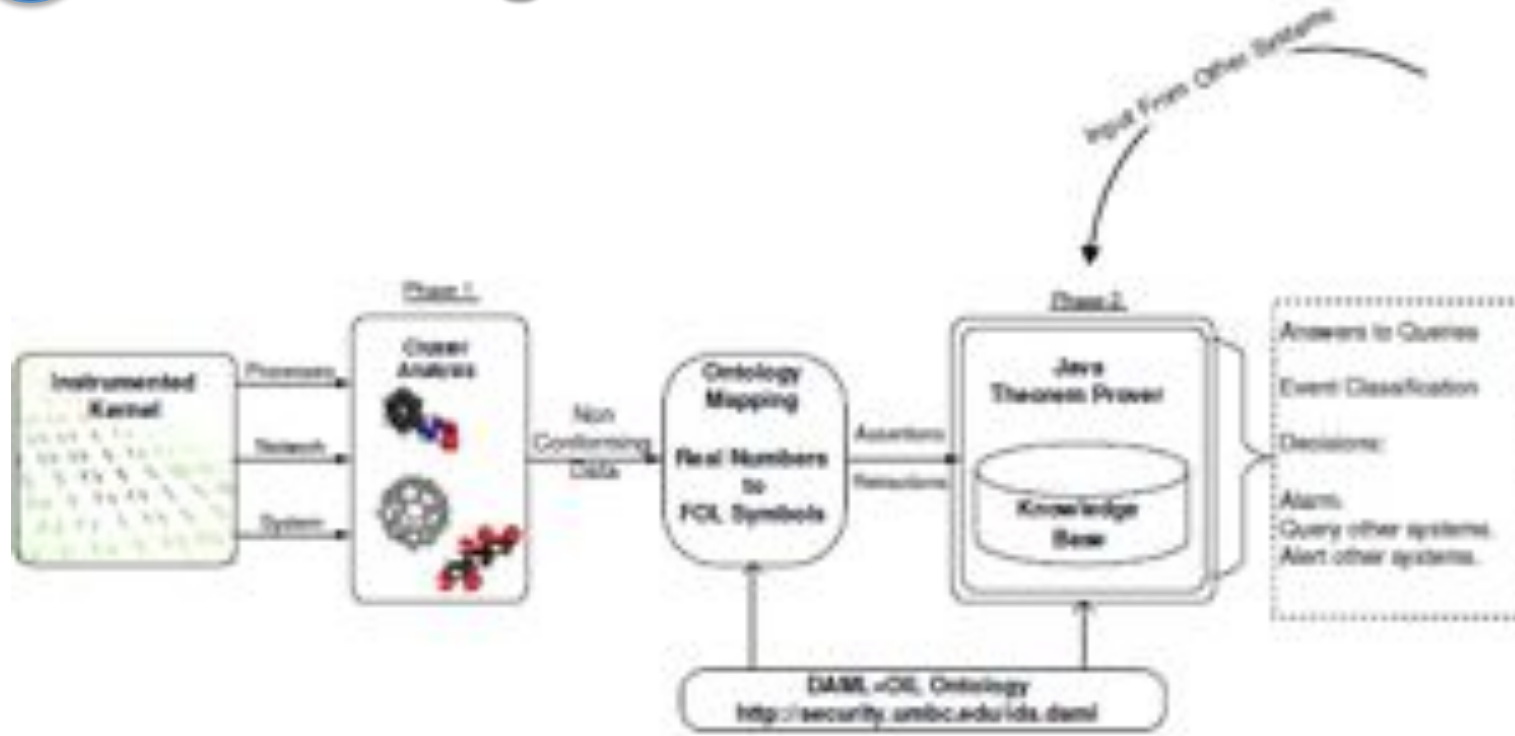 Input From Other Systems
Phase 1.
Phase 2.
Instrumented
Kernel
Processes
Network
System
Cluster
Analysis
Non
Conforming
Data
Ontology
Mapping
Real Numbers
to
FOL Symbols
Assertions
Retractions
Java
Theorem Prover
Knowledge
Base
Answers to Queries
Event Classification
Decisions:
Alarm.
Query other systems.
Alert other systems.
DAML+OIL Ontology
http://security.umbc.edu/ids.daml